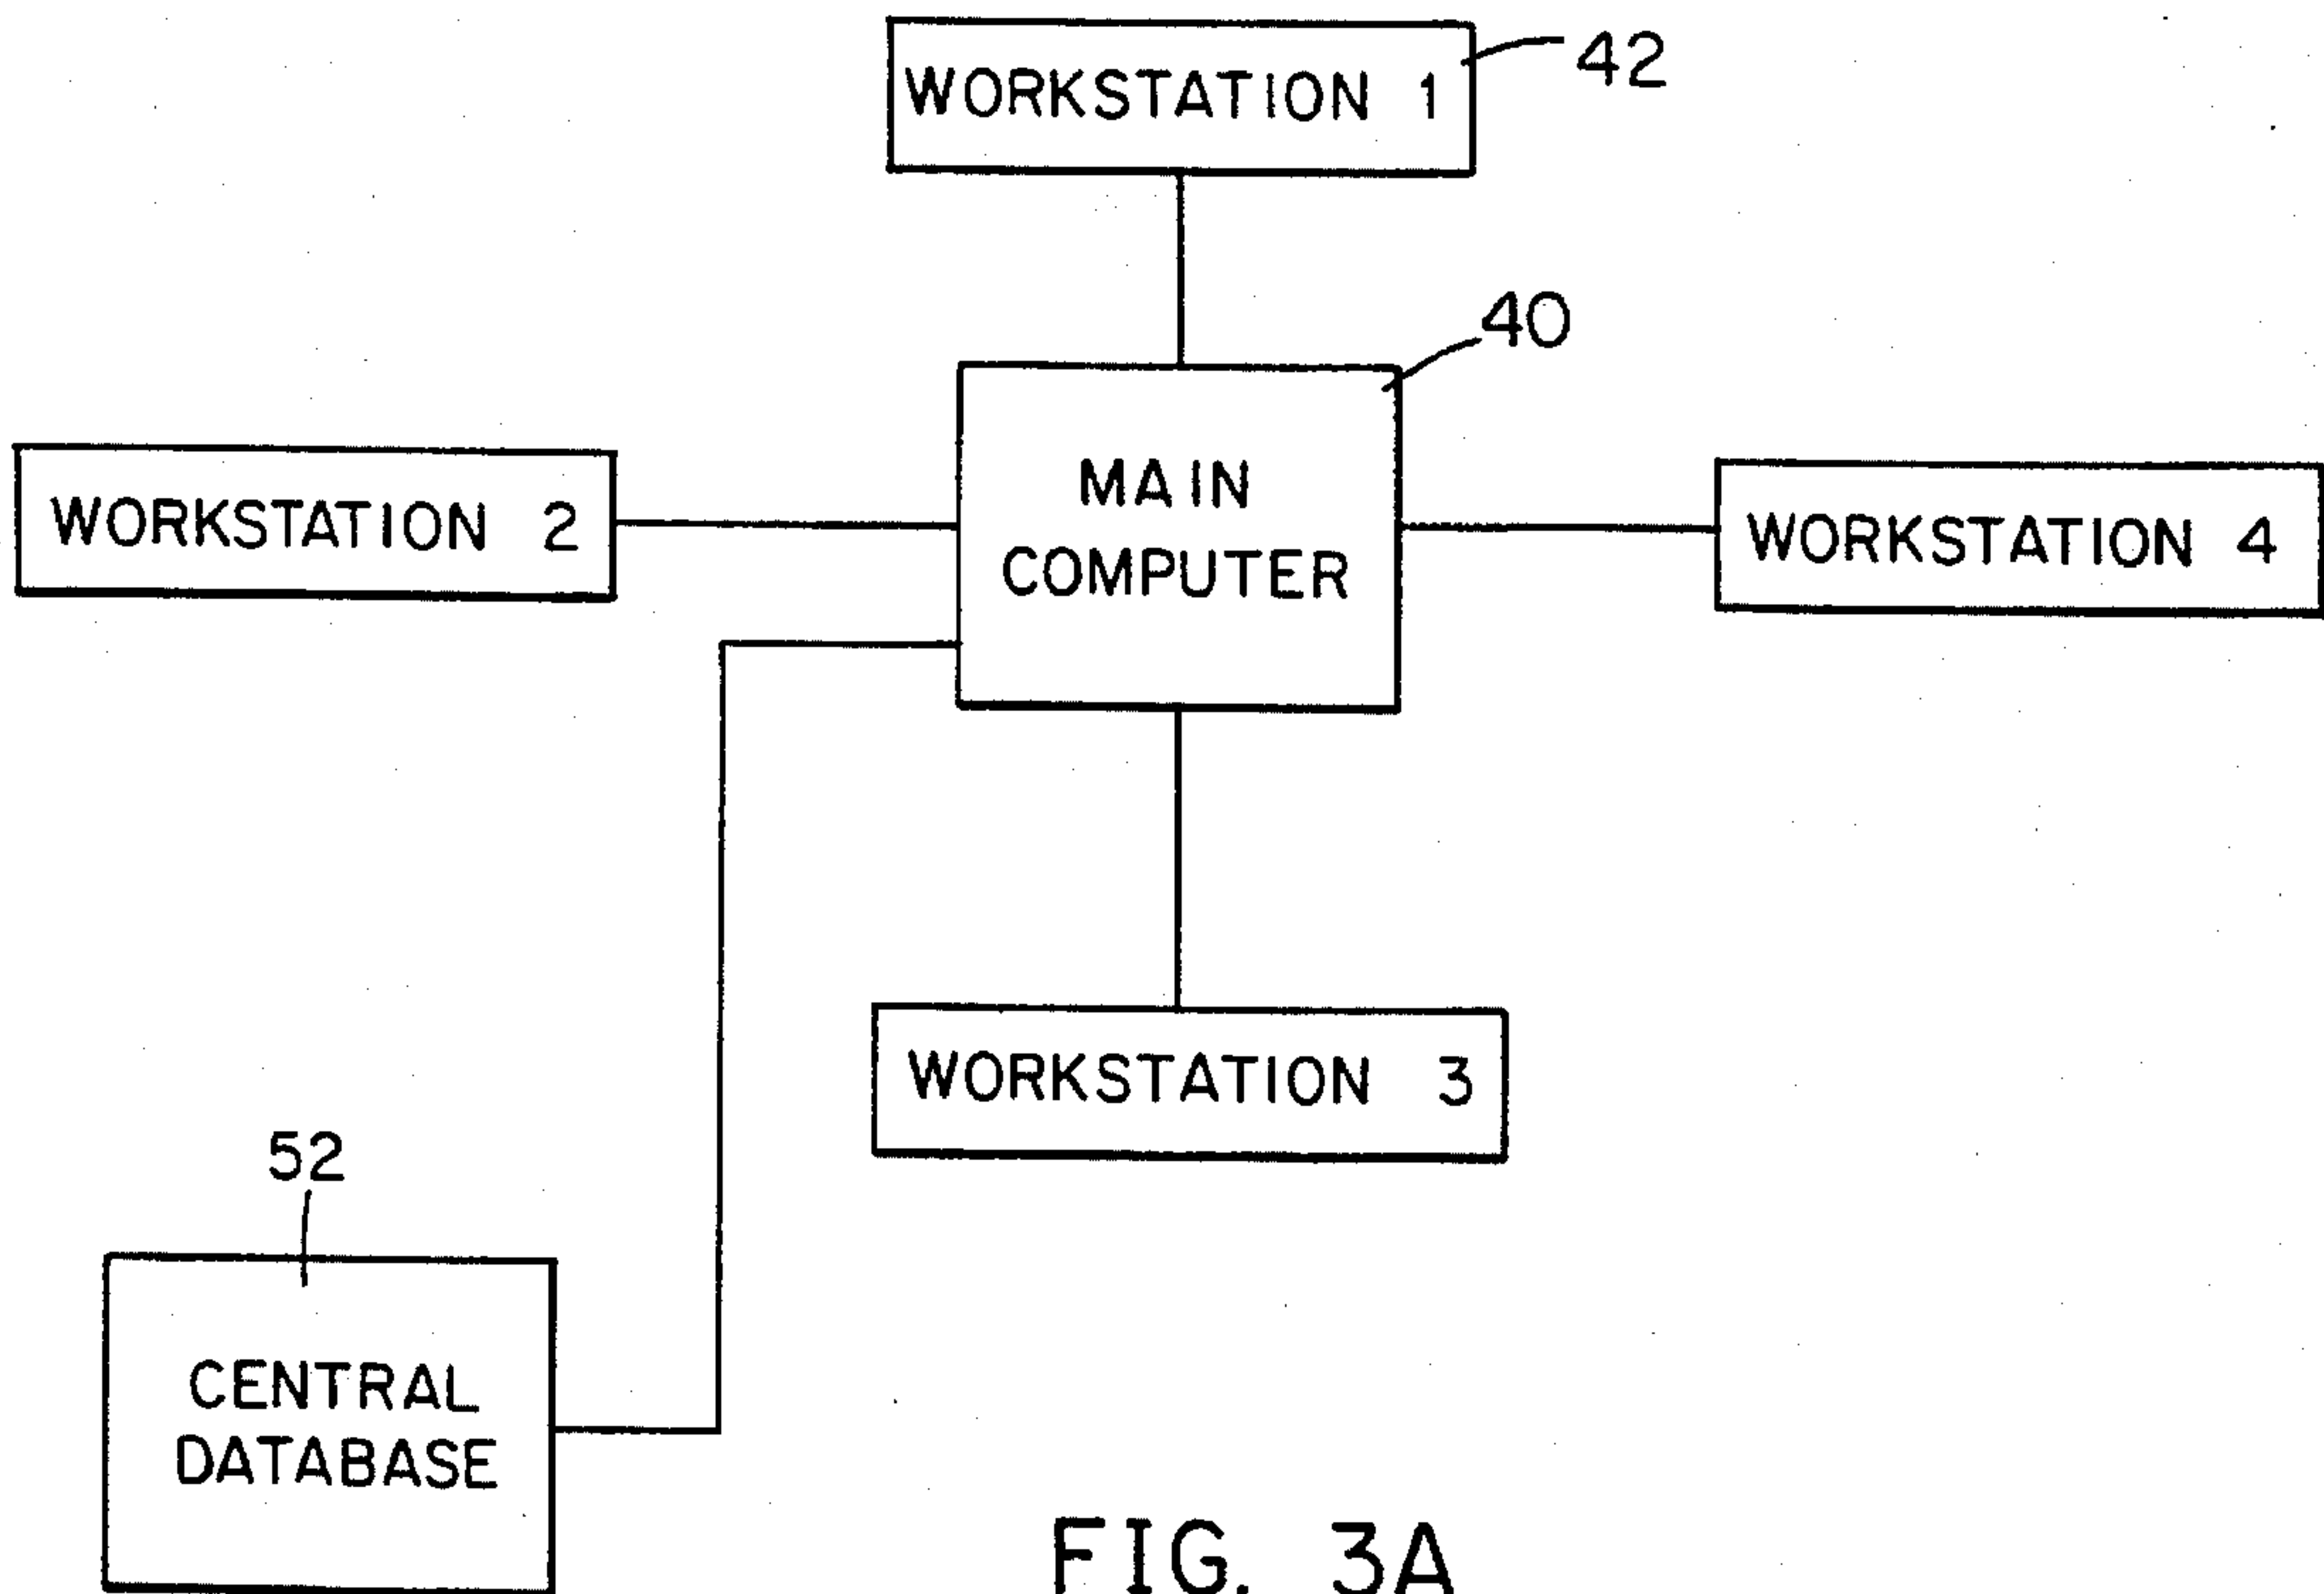 WORKSTATION 1
42
40
MAIN
COMPUTER
WORKSTATION 2
WORKSTATION 4
WORKSTATION 3
52
CENTRAL
DATABASE
FIG. 3A